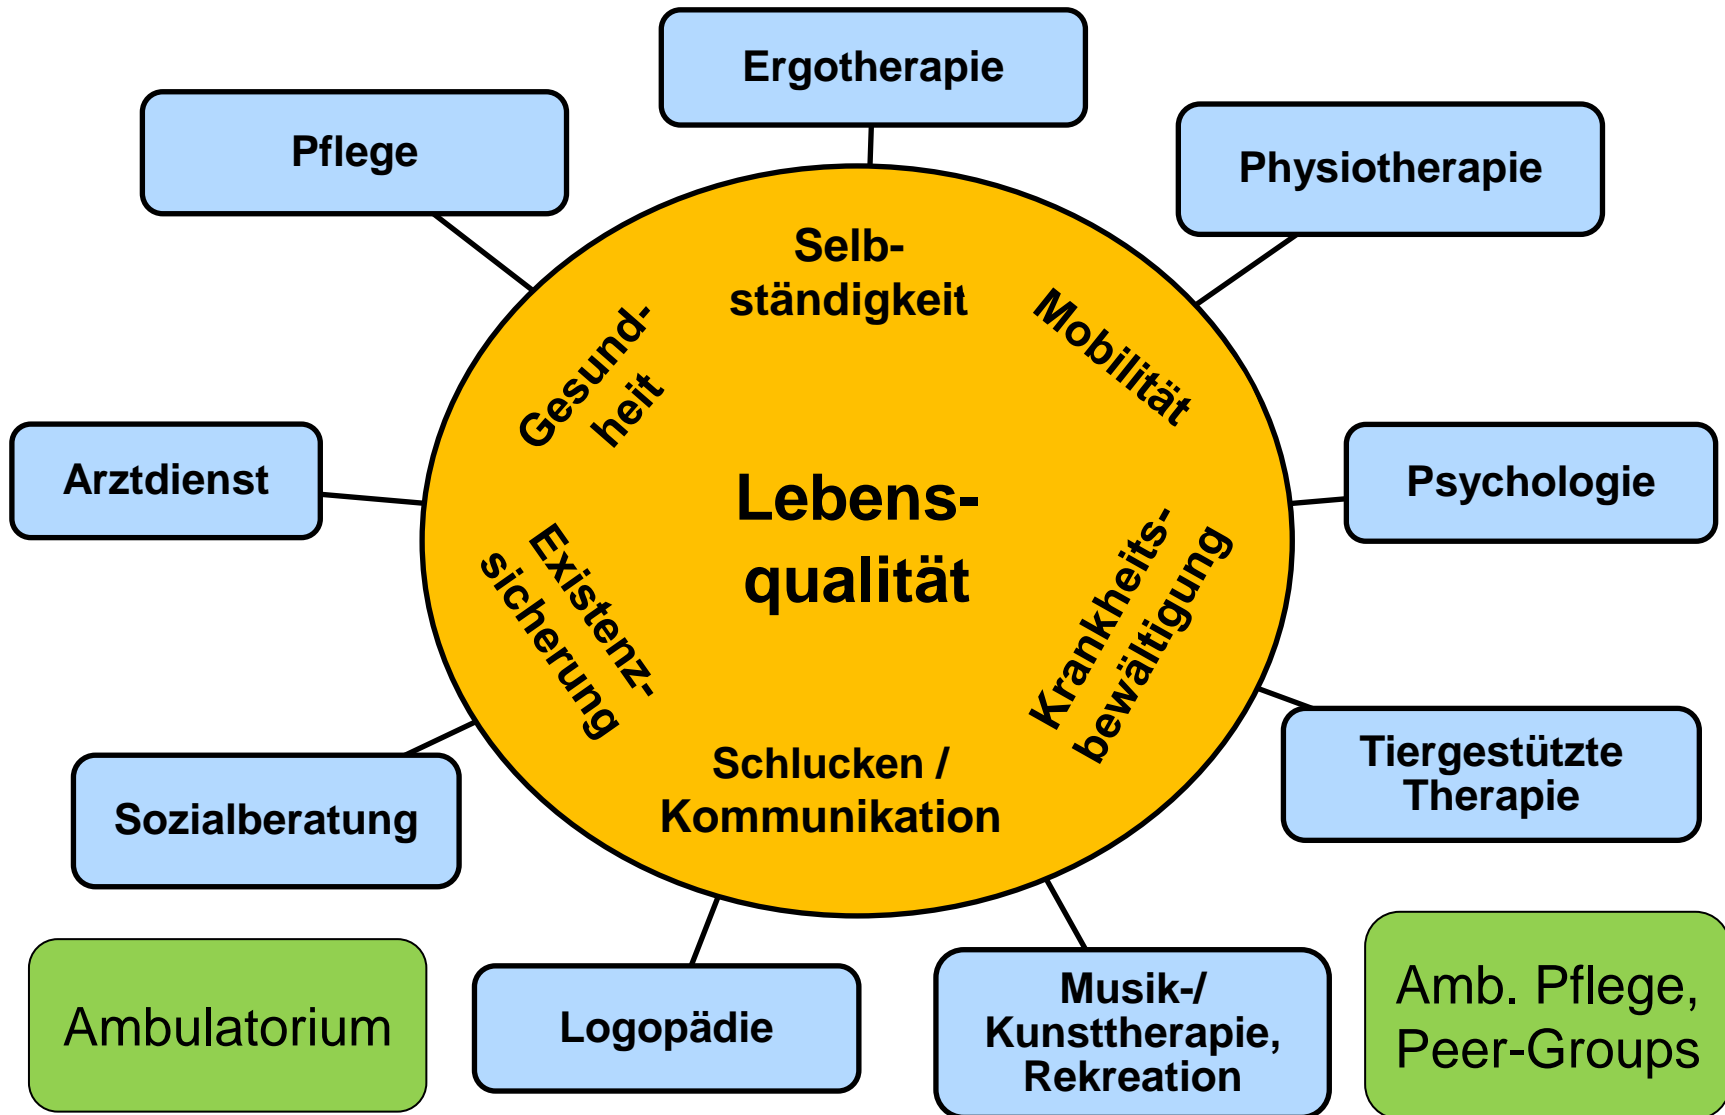 Ergotherapie
Pflege
Physiotherapie
Selb-
ständigkeit
Gesund-
heit
Mobilität
Arztdienst
Lebens-
qualität
Psychologie
Existenz-
sicherung
Krankheits-
bewältigung
Schlucken /
Kommunikation
Tiergestützte
Therapie
Sozialberatung
Ambulatorium
Logopädie
Musik-/
Kunsttherapie,
Rekreation
Amb. Pflege,
Peer-Groups